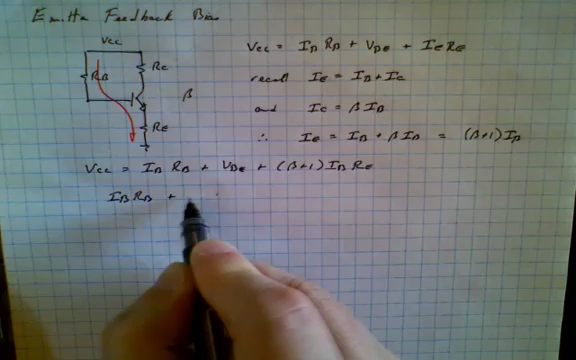 Emitter Feedback Bias
Vcc
RB
RC
β
RE
Vcc = IB RB + VBE + IE RE
recall IE = IB + IC
and IC = β IB
∴ IE = IB + β IB = (β+1) IB
Vcc = IB RB + VBE + (β+1) IB RE
IB RB +